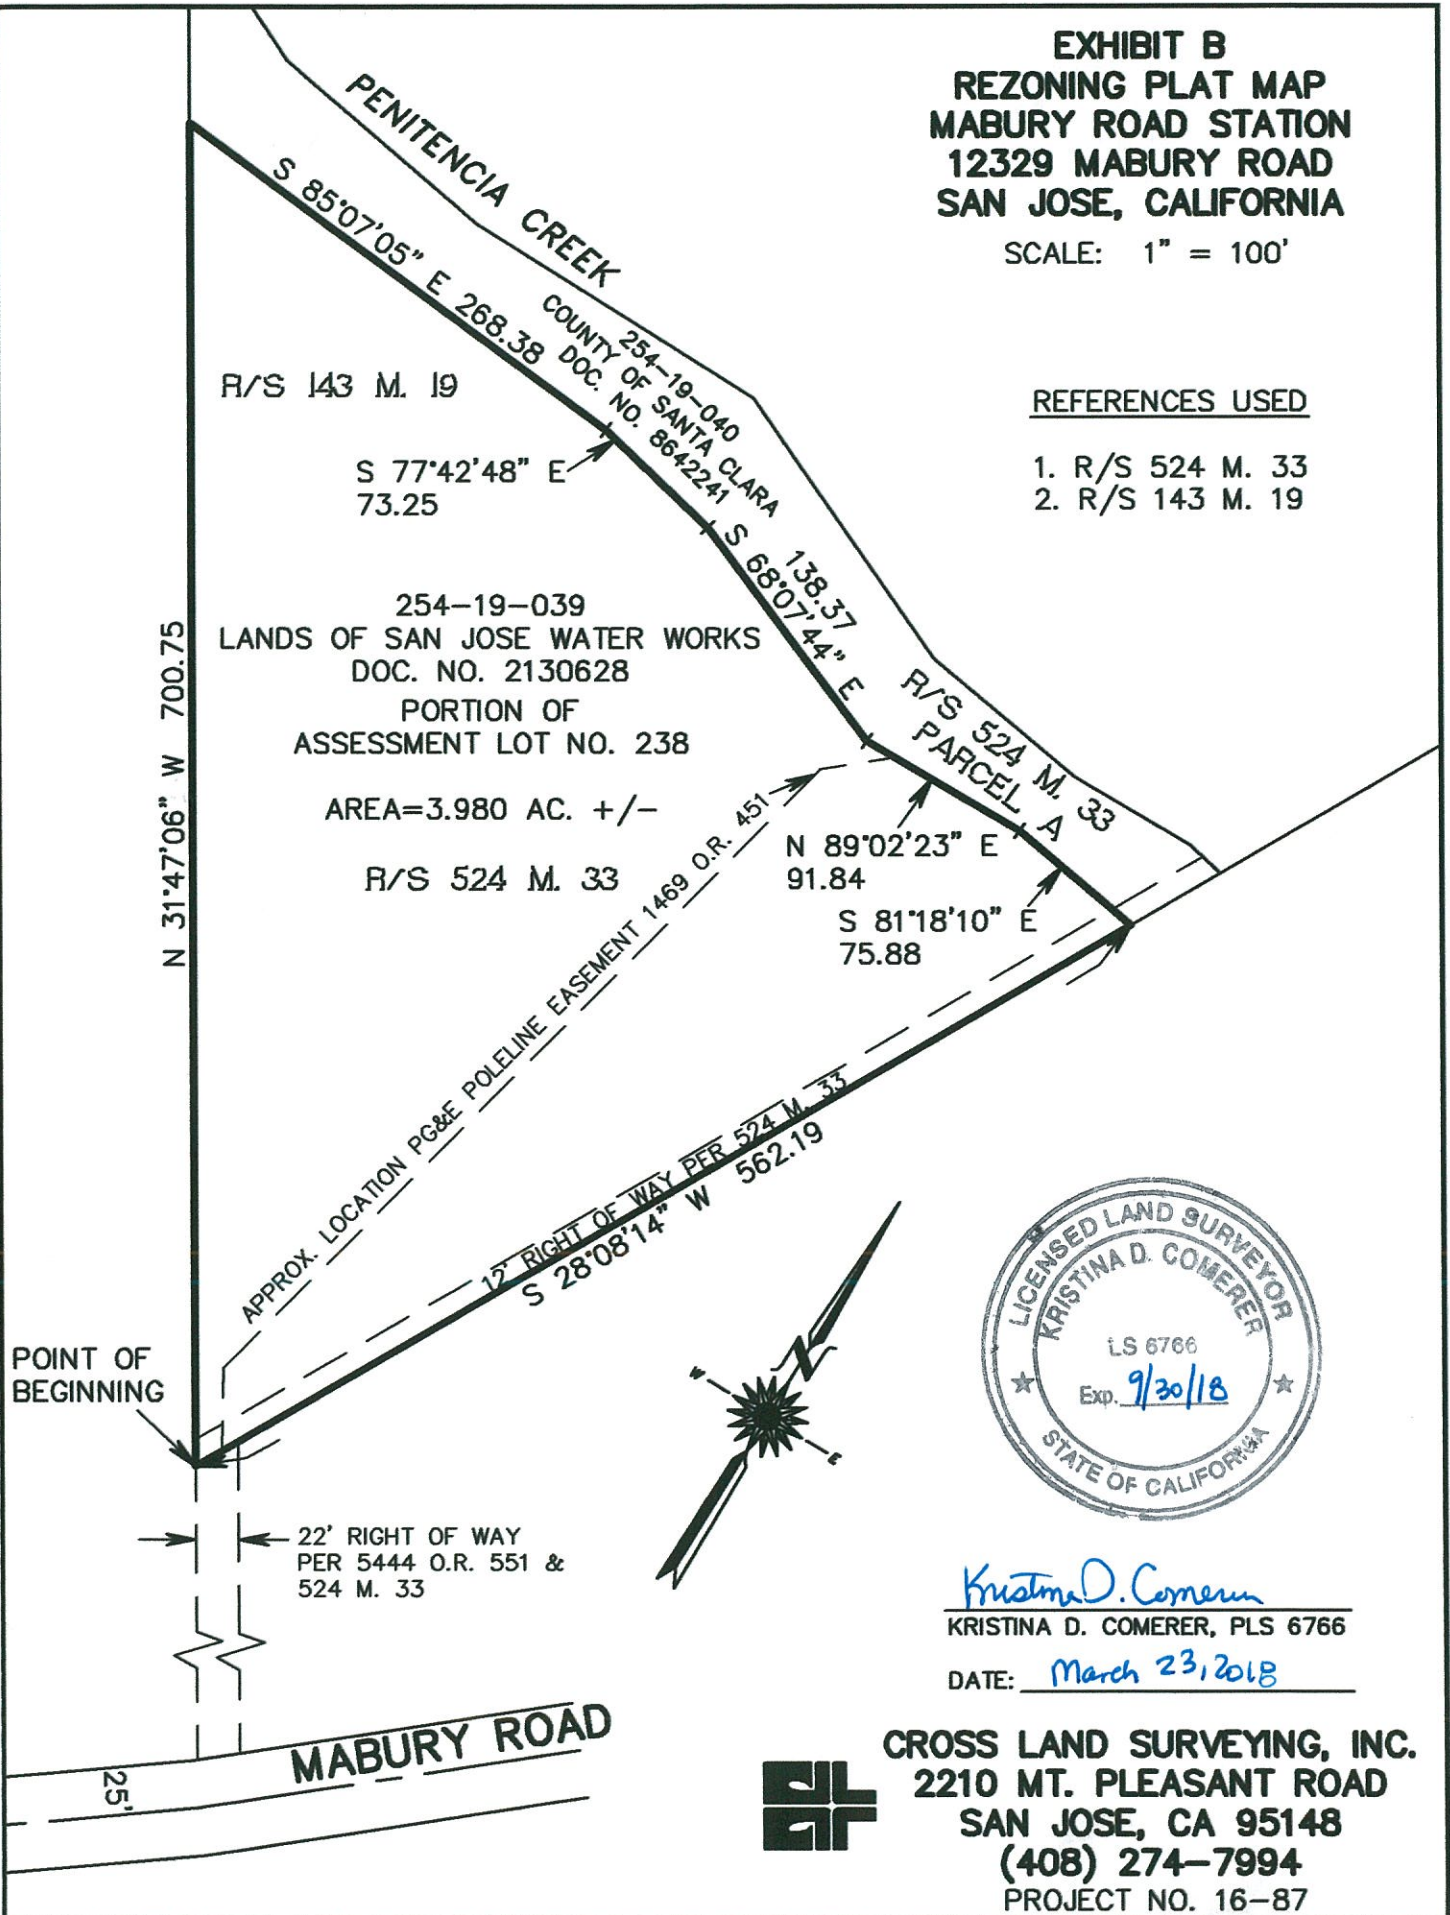 EXHIBIT B
REZONING PLAT MAP
MABURY ROAD STATION
12329 MABURY ROAD
SAN JOSE, CALIFORNIA
SCALE: 1" = 100'
REFERENCES USED
1. R/S 524 M. 33
2. R/S 143 M. 19
PENITENCIA CREEK
S 85°07'05" E 268.38
254-19-040
COUNTY OF SANTA CLARA
DOC. NO. 8642241
R/S 143 M. 19
S 77°42'48" E
73.25
138.37
S 68°07'44" E
254-19-039
LANDS OF SAN JOSE WATER WORKS
DOC. NO. 2130628
PORTION OF
ASSESSMENT LOT NO. 238
AREA=3.980 AC. +/-
R/S 524 M. 33
N 31°47'06" W 700.75
R/S 524 M. 33
PARCEL A
N 89°02'23" E
91.84
S 81°18'10" E
75.88
APPROX. LOCATION PG&E POLELINE EASEMENT 1469 O.R. 451
12' RIGHT OF WAY PER 524 M. 33
S 28°08'14" W 562.19
POINT OF
BEGINNING
N
W
E
22' RIGHT OF WAY
PER 5444 O.R. 551 &
524 M. 33
MABURY ROAD
25'
LICENSED LAND SURVEYOR
KRISTINA D. COMERER
LS 6766
Exp. 9/30/18
STATE OF CALIFORNIA
Kristina D. Comerer
KRISTINA D. COMERER, PLS 6766
DATE: March 23, 2018
CROSS LAND SURVEYING, INC.
2210 MT. PLEASANT ROAD
SAN JOSE, CA 95148
(408) 274-7994
PROJECT NO. 16-87